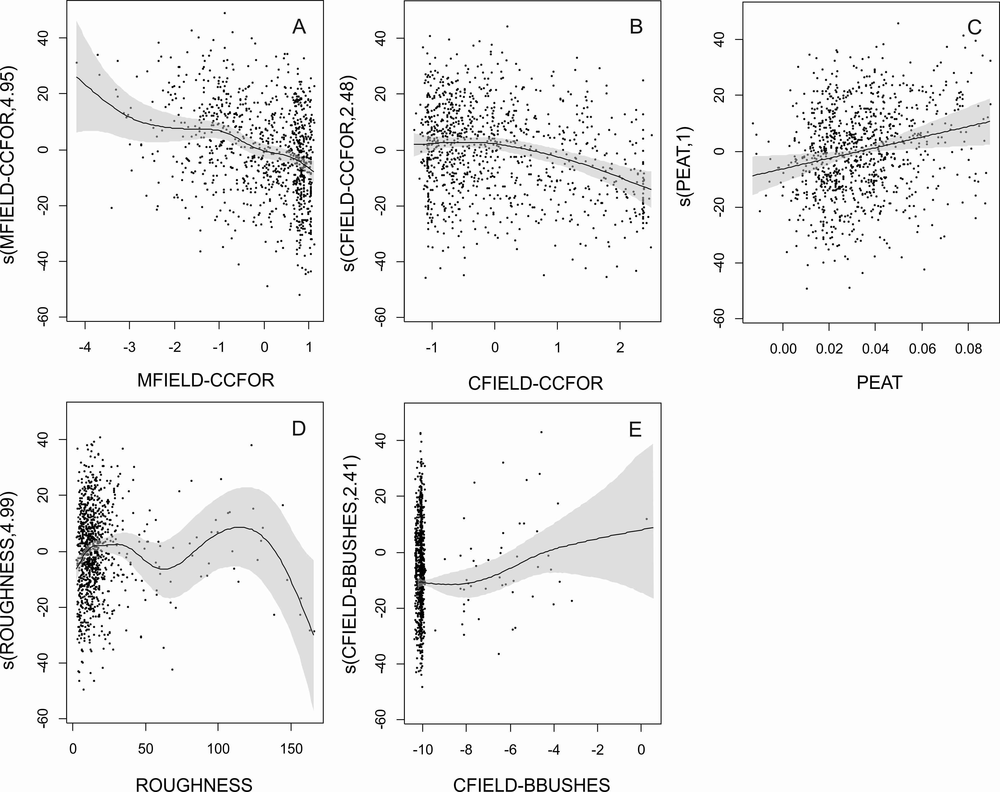 A
s(MFIELD-CCFOR,4.95)
40
20
0
-20
-40
-60
-4 -3 -2 -1 0 1
MFIELD-CCFOR
B
s(CFIELD-CCFOR,2.48)
40
20
0
-20
-40
-60
-1 0 1 2
CFIELD-CCFOR
C
s(PEAT,1)
40
20
0
-20
-40
-60
0.00 0.02 0.04 0.06 0.08
PEAT
D
s(ROUGHNESS,4.99)
40
20
0
-20
-40
-60
0 50 100 150
ROUGHNESS
E
s(CFIELD-BBUSHES,2.41)
40
20
0
-20
-40
-60
-10 -8 -6 -4 -2 0
CFIELD-BBUSHES